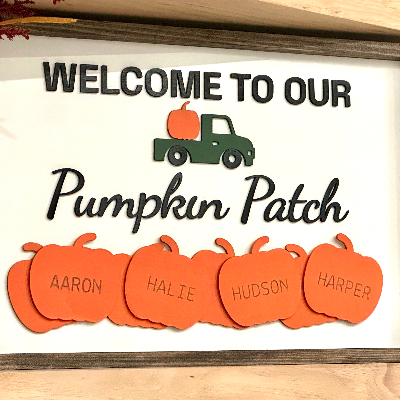 WELCOME TO OUR
Pumpkin Patch
AARON HALIE HUDSON HARPER